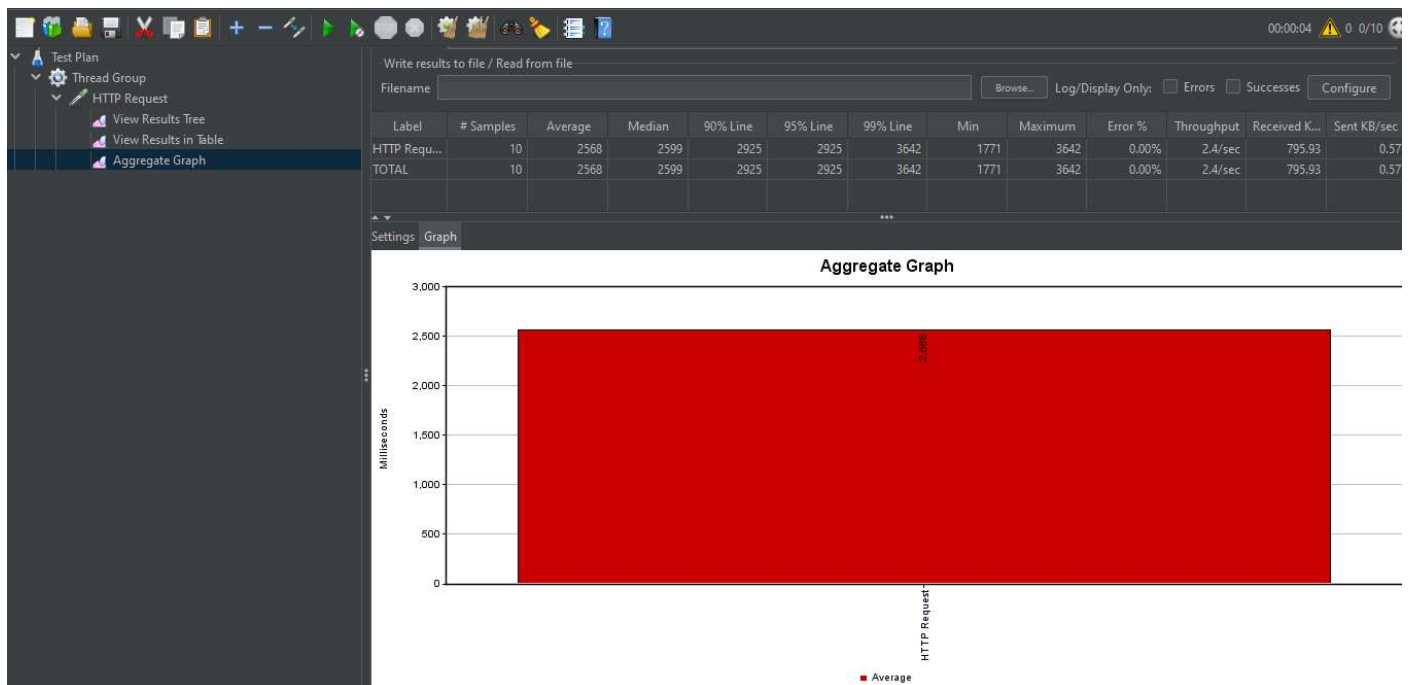 00:00:04 0 0/10
Test Plan
Thread Group
HTTP Request
View Results Tree
View Results in Table
Aggregate Graph
Write results to file / Read from file
Filename Browse... Log/Display Only: Errors Successes Configure
Label # Samples Average Median 90% Line 95% Line 99% Line Min Maximum Error % Throughput Received K... Sent KB/sec
HTTP Requ... 10 2568 2599 2925 2925 3642 1771 3642 0.00% 2.4/sec 795.93 0.57
TOTAL 10 2568 2599 2925 2925 3642 1771 3642 0.00% 2.4/sec 795.93 0.57
Settings Graph
Aggregate Graph
3,000
2,500
2,000
1,500
1,000
500
0
Milliseconds
2,568
HTTP Request
Average